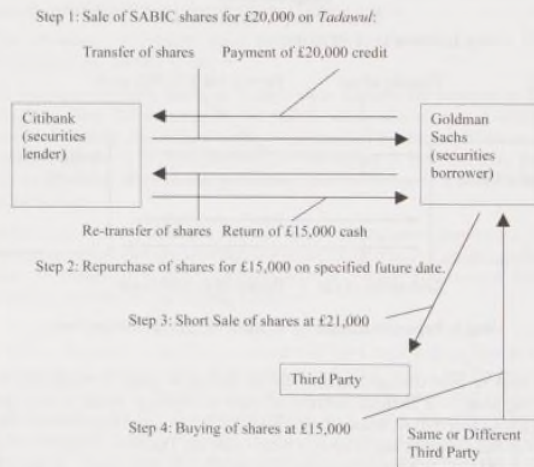 Step 1: Sale of SABIC shares for £20,000 on Tadawul:
Transfer of shares Payment of £20,000 credit
Citibank
(securities
lender)
Goldman
Sachs
(securities
borrower)
Re-transfer of shares Return of £15,000 cash
Step 2: Repurchase of shares for £15,000 on specified future date.
Step 3: Short Sale of shares at £21,000
Third Party
Step 4: Buying of shares at £15,000
Same or Different
Third Party